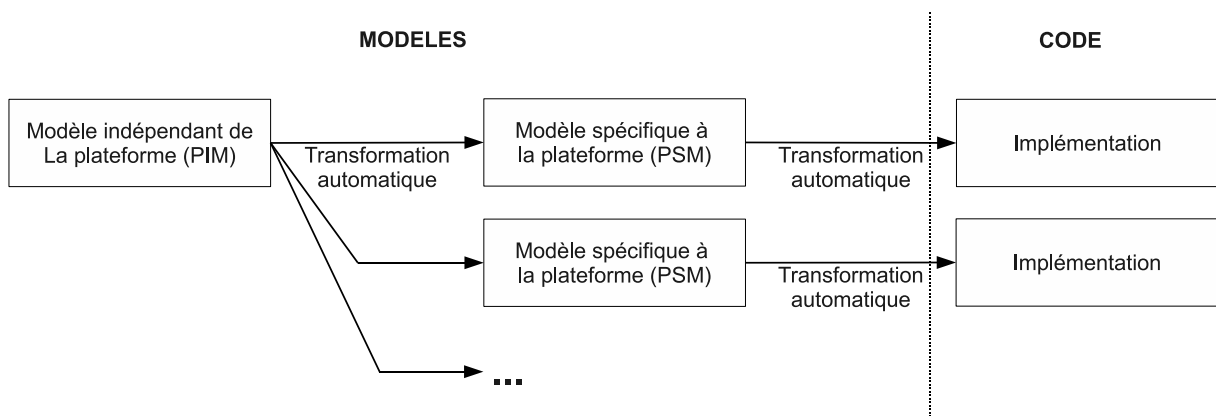 MODELES
CODE
Modèle indépendant de
La plateforme (PIM)
Transformation
automatique
Modèle spécifique à
la plateforme (PSM)
Transformation
automatique
Implémentation
Modèle spécifique à
la plateforme (PSM)
Transformation
automatique
Implémentation
...